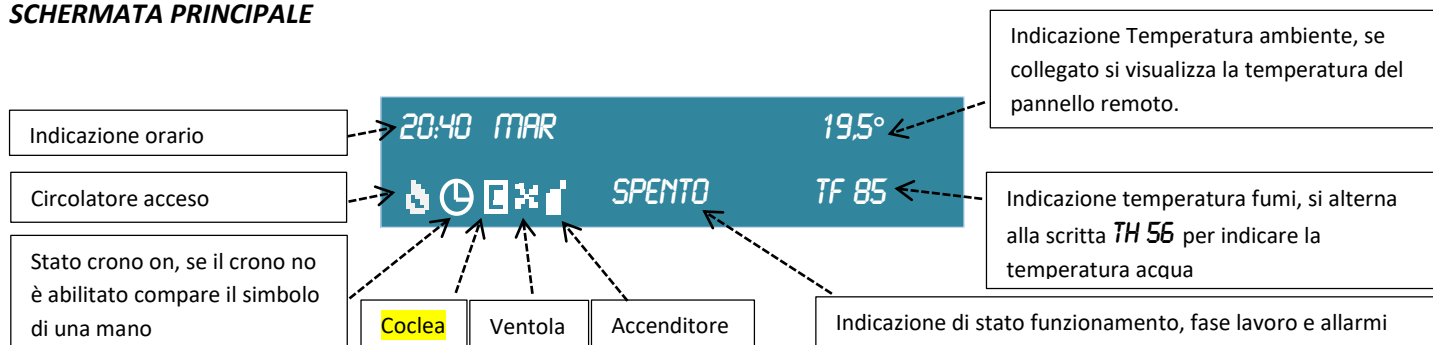 SCHERMATA PRINCIPALE
Indicazione Temperatura ambiente, se
collegato si visualizza la temperatura del
pannello remoto.
Indicazione orario
20:40 MAR 19,5°
Circolatore acceso
SPENTO TF 85
Indicazione temperatura fumi, si alterna
alla scritta TH 56 per indicare la
temperatura acqua
Stato crono on, se il crono no
è abilitato compare il simbolo
di una mano
Coclea
Ventola
Accenditore
Indicazione di stato funzionamento, fase lavoro e allarmi